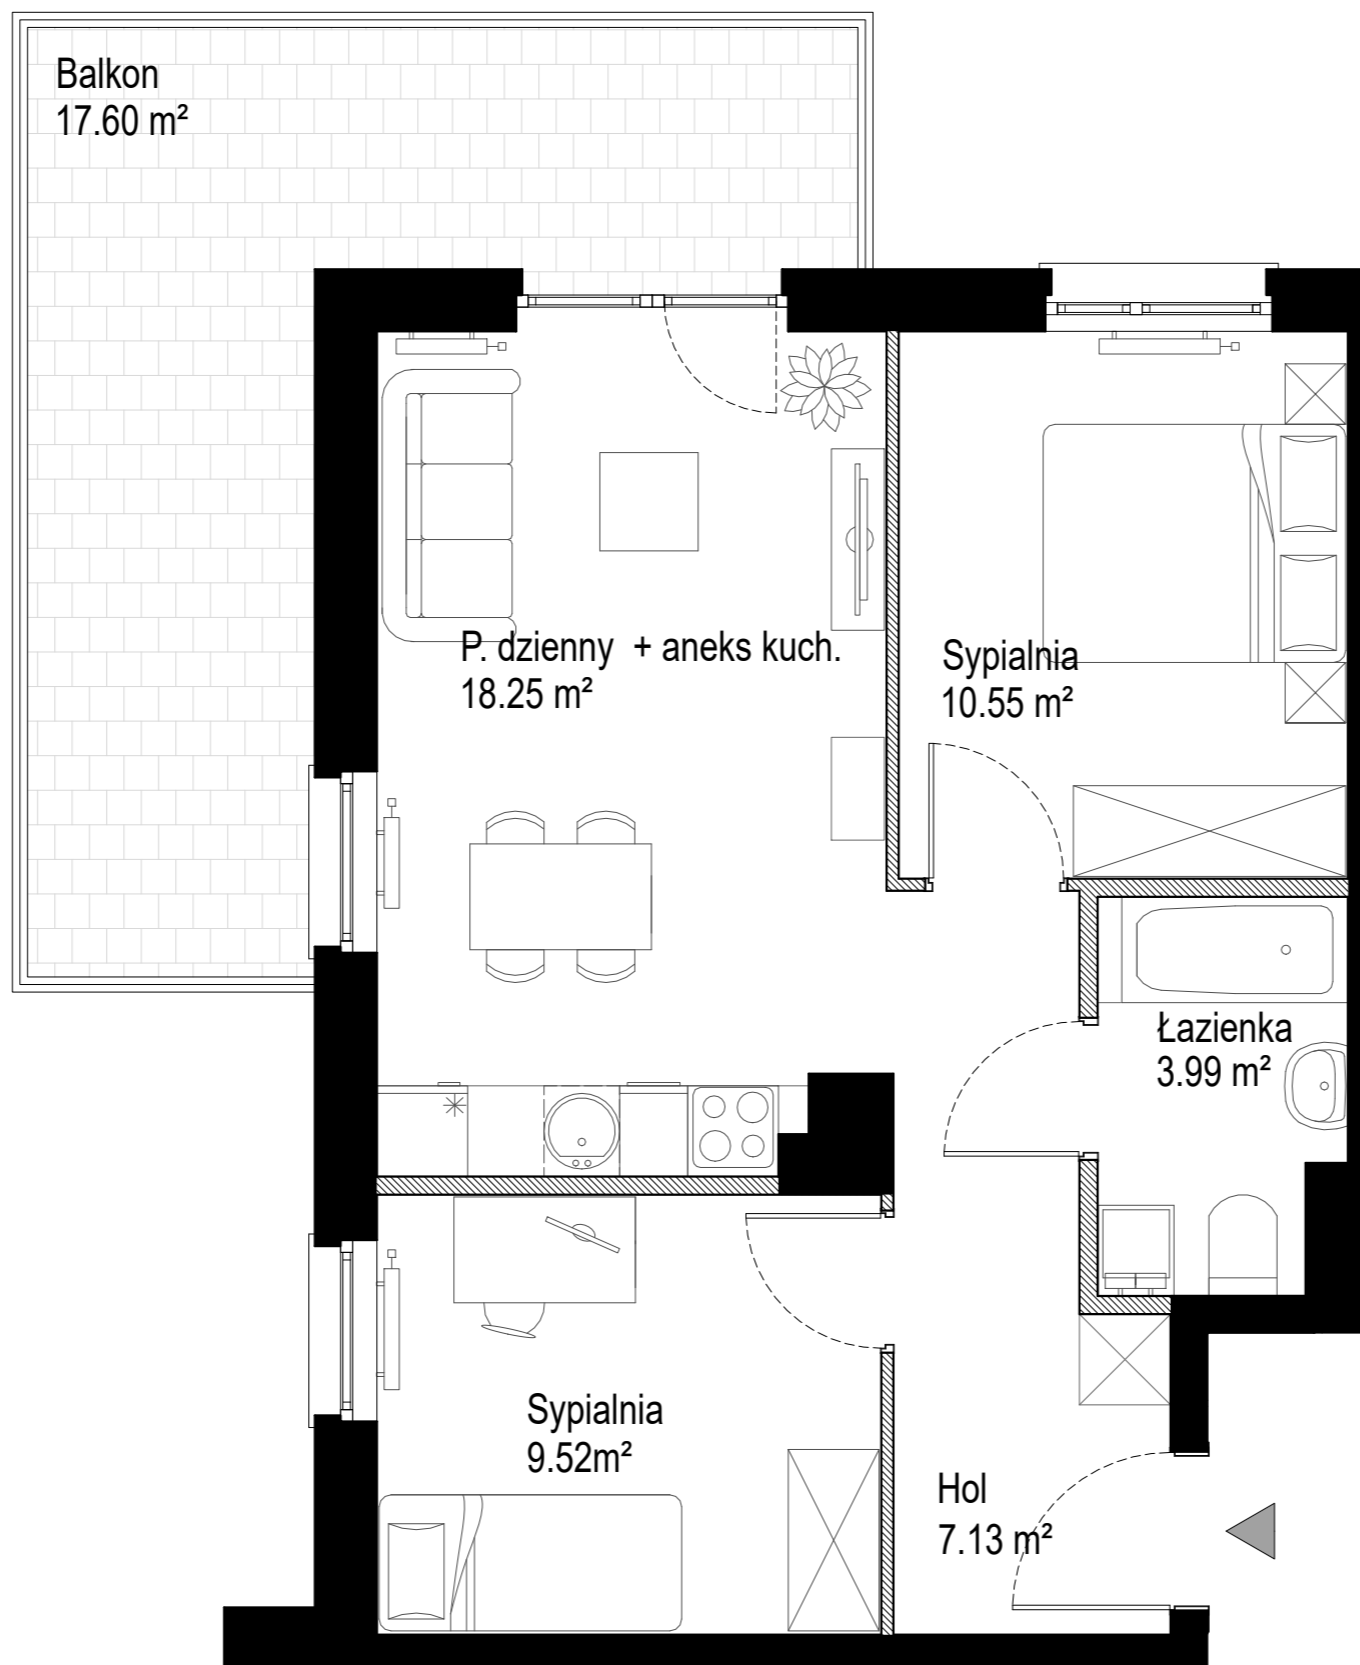 Balkon
17.60 m²
P. dzienny + aneks kuch.
18.25 m²
Sypialnia
10.55 m²
Łazienka
3.99 m²
Sypialnia
9.52m²
Hol
7.13 m²